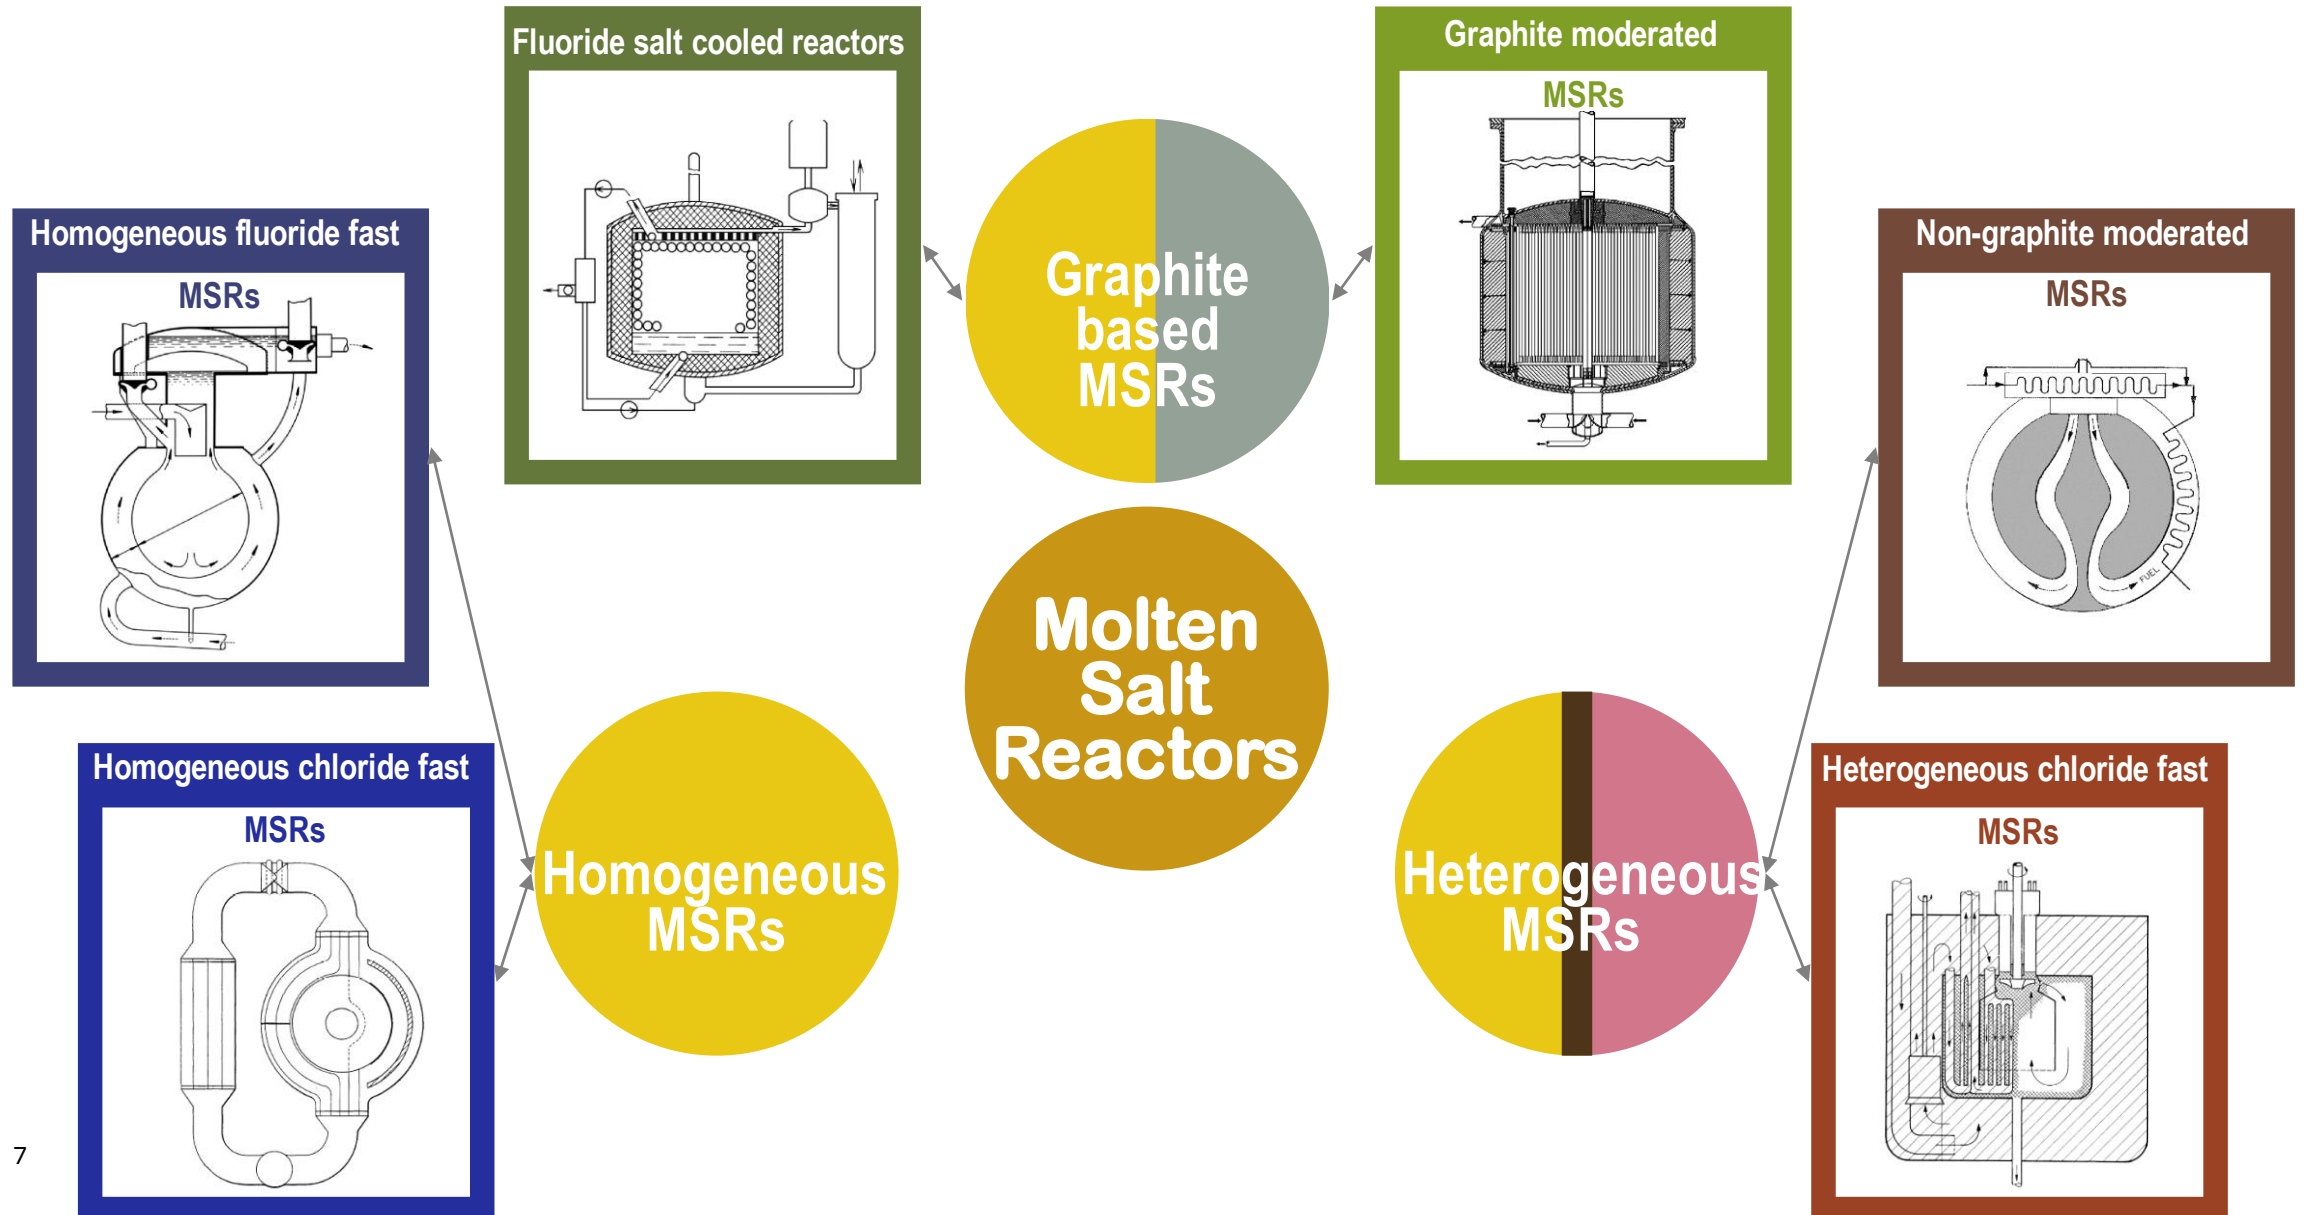 Fluoride salt cooled reactors
Graphite moderated
MSRs
Homogeneous fluoride fast
MSRs
Graphite
based
MSRs
Non-graphite moderated
MSRs
FUEL
Molten
Salt
Reactors
Homogeneous chloride fast
MSRs
Homogeneous
MSRs
Heterogeneous
MSRs
Heterogeneous chloride fast
MSRs
7